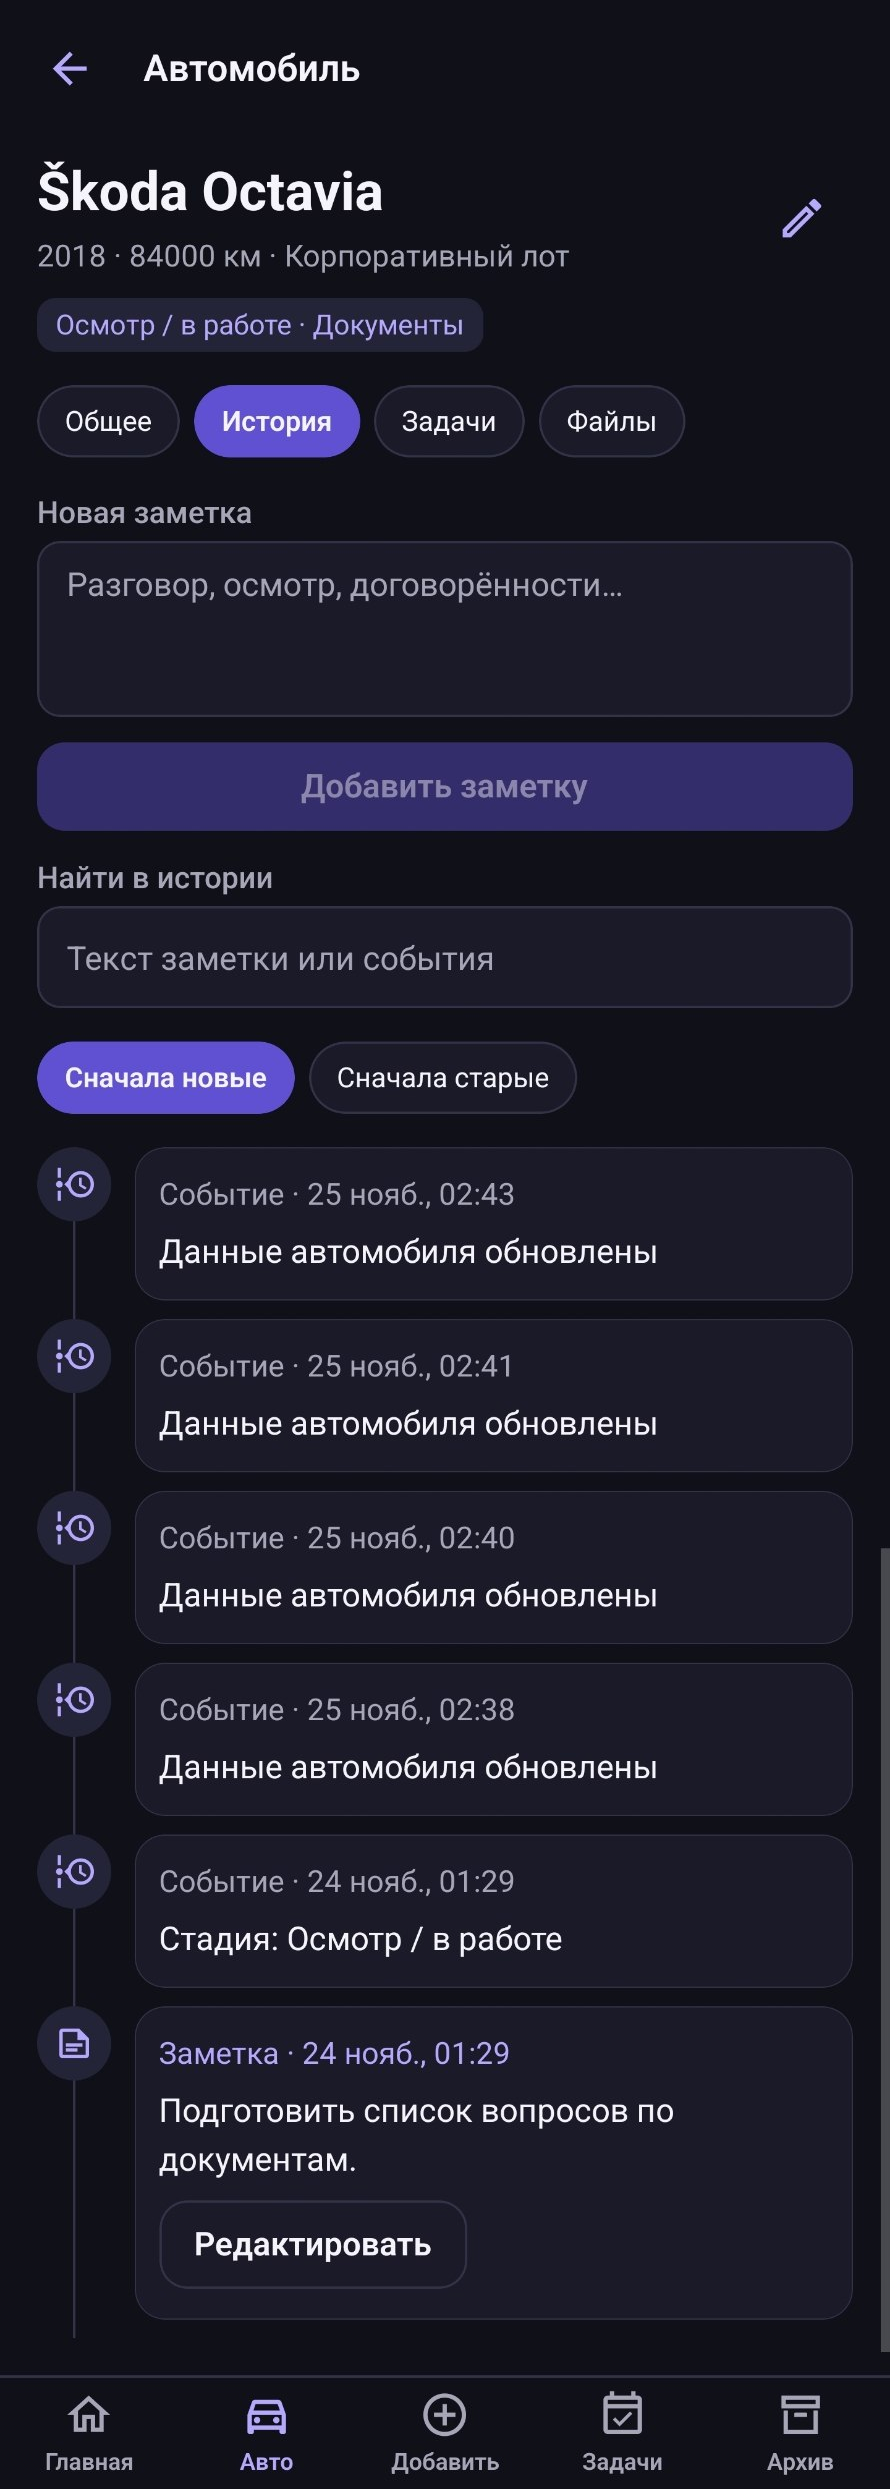 Автомобиль
Škoda Octavia
2018 · 84000 км · Корпоративный лот
Осмотр / в работе · Документы
Общее
История
Задачи
Файлы
Новая заметка
Разговор, осмотр, договорённости…
Добавить заметку
Найти в истории
Текст заметки или события
Сначала новые
Сначала старые
Событие · 25 нояб., 02:43
Данные автомобиля обновлены
Событие · 25 нояб., 02:41
Данные автомобиля обновлены
Событие · 25 нояб., 02:40
Данные автомобиля обновлены
Событие · 25 нояб., 02:38
Данные автомобиля обновлены
Событие · 24 нояб., 01:29
Стадия: Осмотр / в работе
Заметка · 24 нояб., 01:29
Подготовить список вопросов по
документам.
Редактировать
Главная
Авто
Добавить
Задачи
Архив